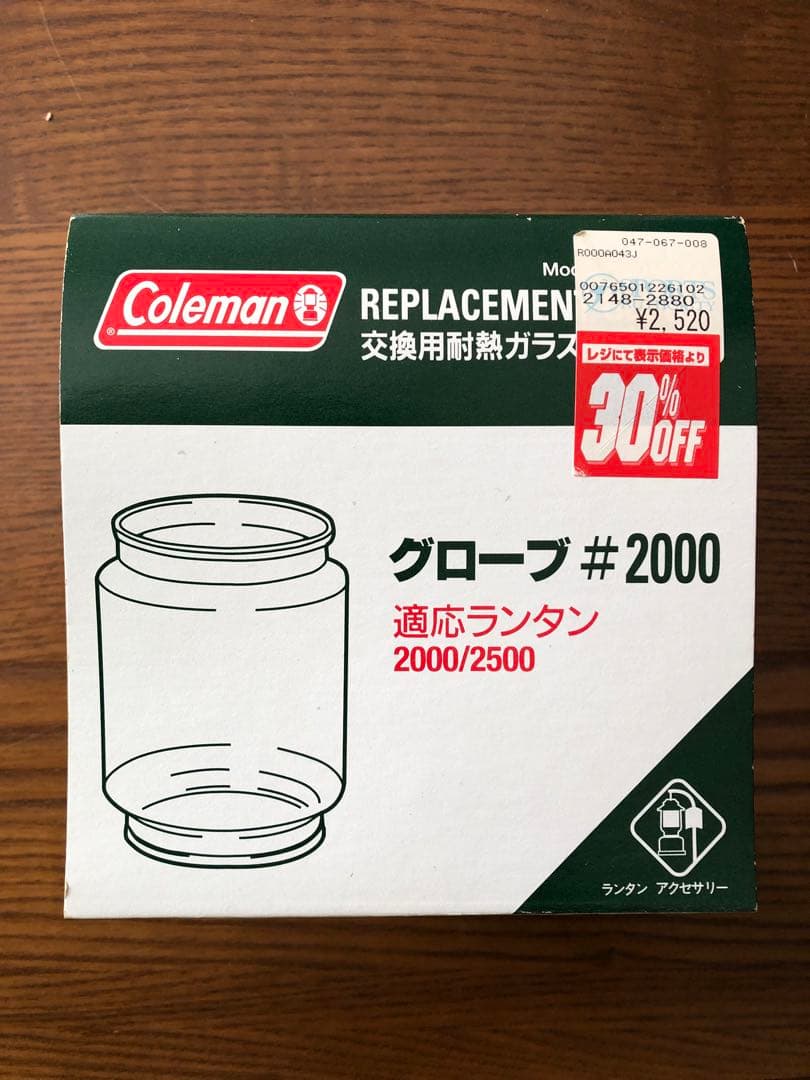 Coleman
®
Mod
REPLACEMENT
交換用耐熱ガラス
047-067-008
R000A043J
0076501226102
2148-2880
¥2,520
レジにて表示価格より
30%
OFF
グローブ #2000
適応ランタン
2000/2500
ランタン アクセサリー